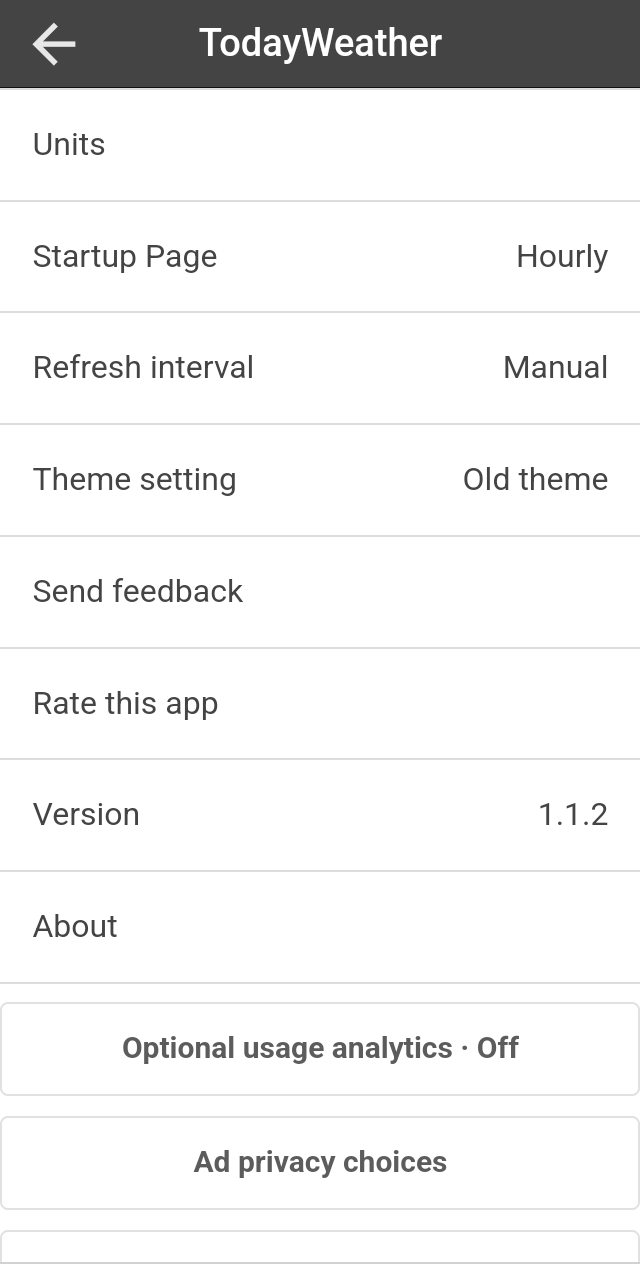 TodayWeather
Units
Startup Page Hourly
Refresh interval Manual
Theme setting Old theme
Send feedback
Rate this app
Version 1.1.2
About
Optional usage analytics · Off
Ad privacy choices